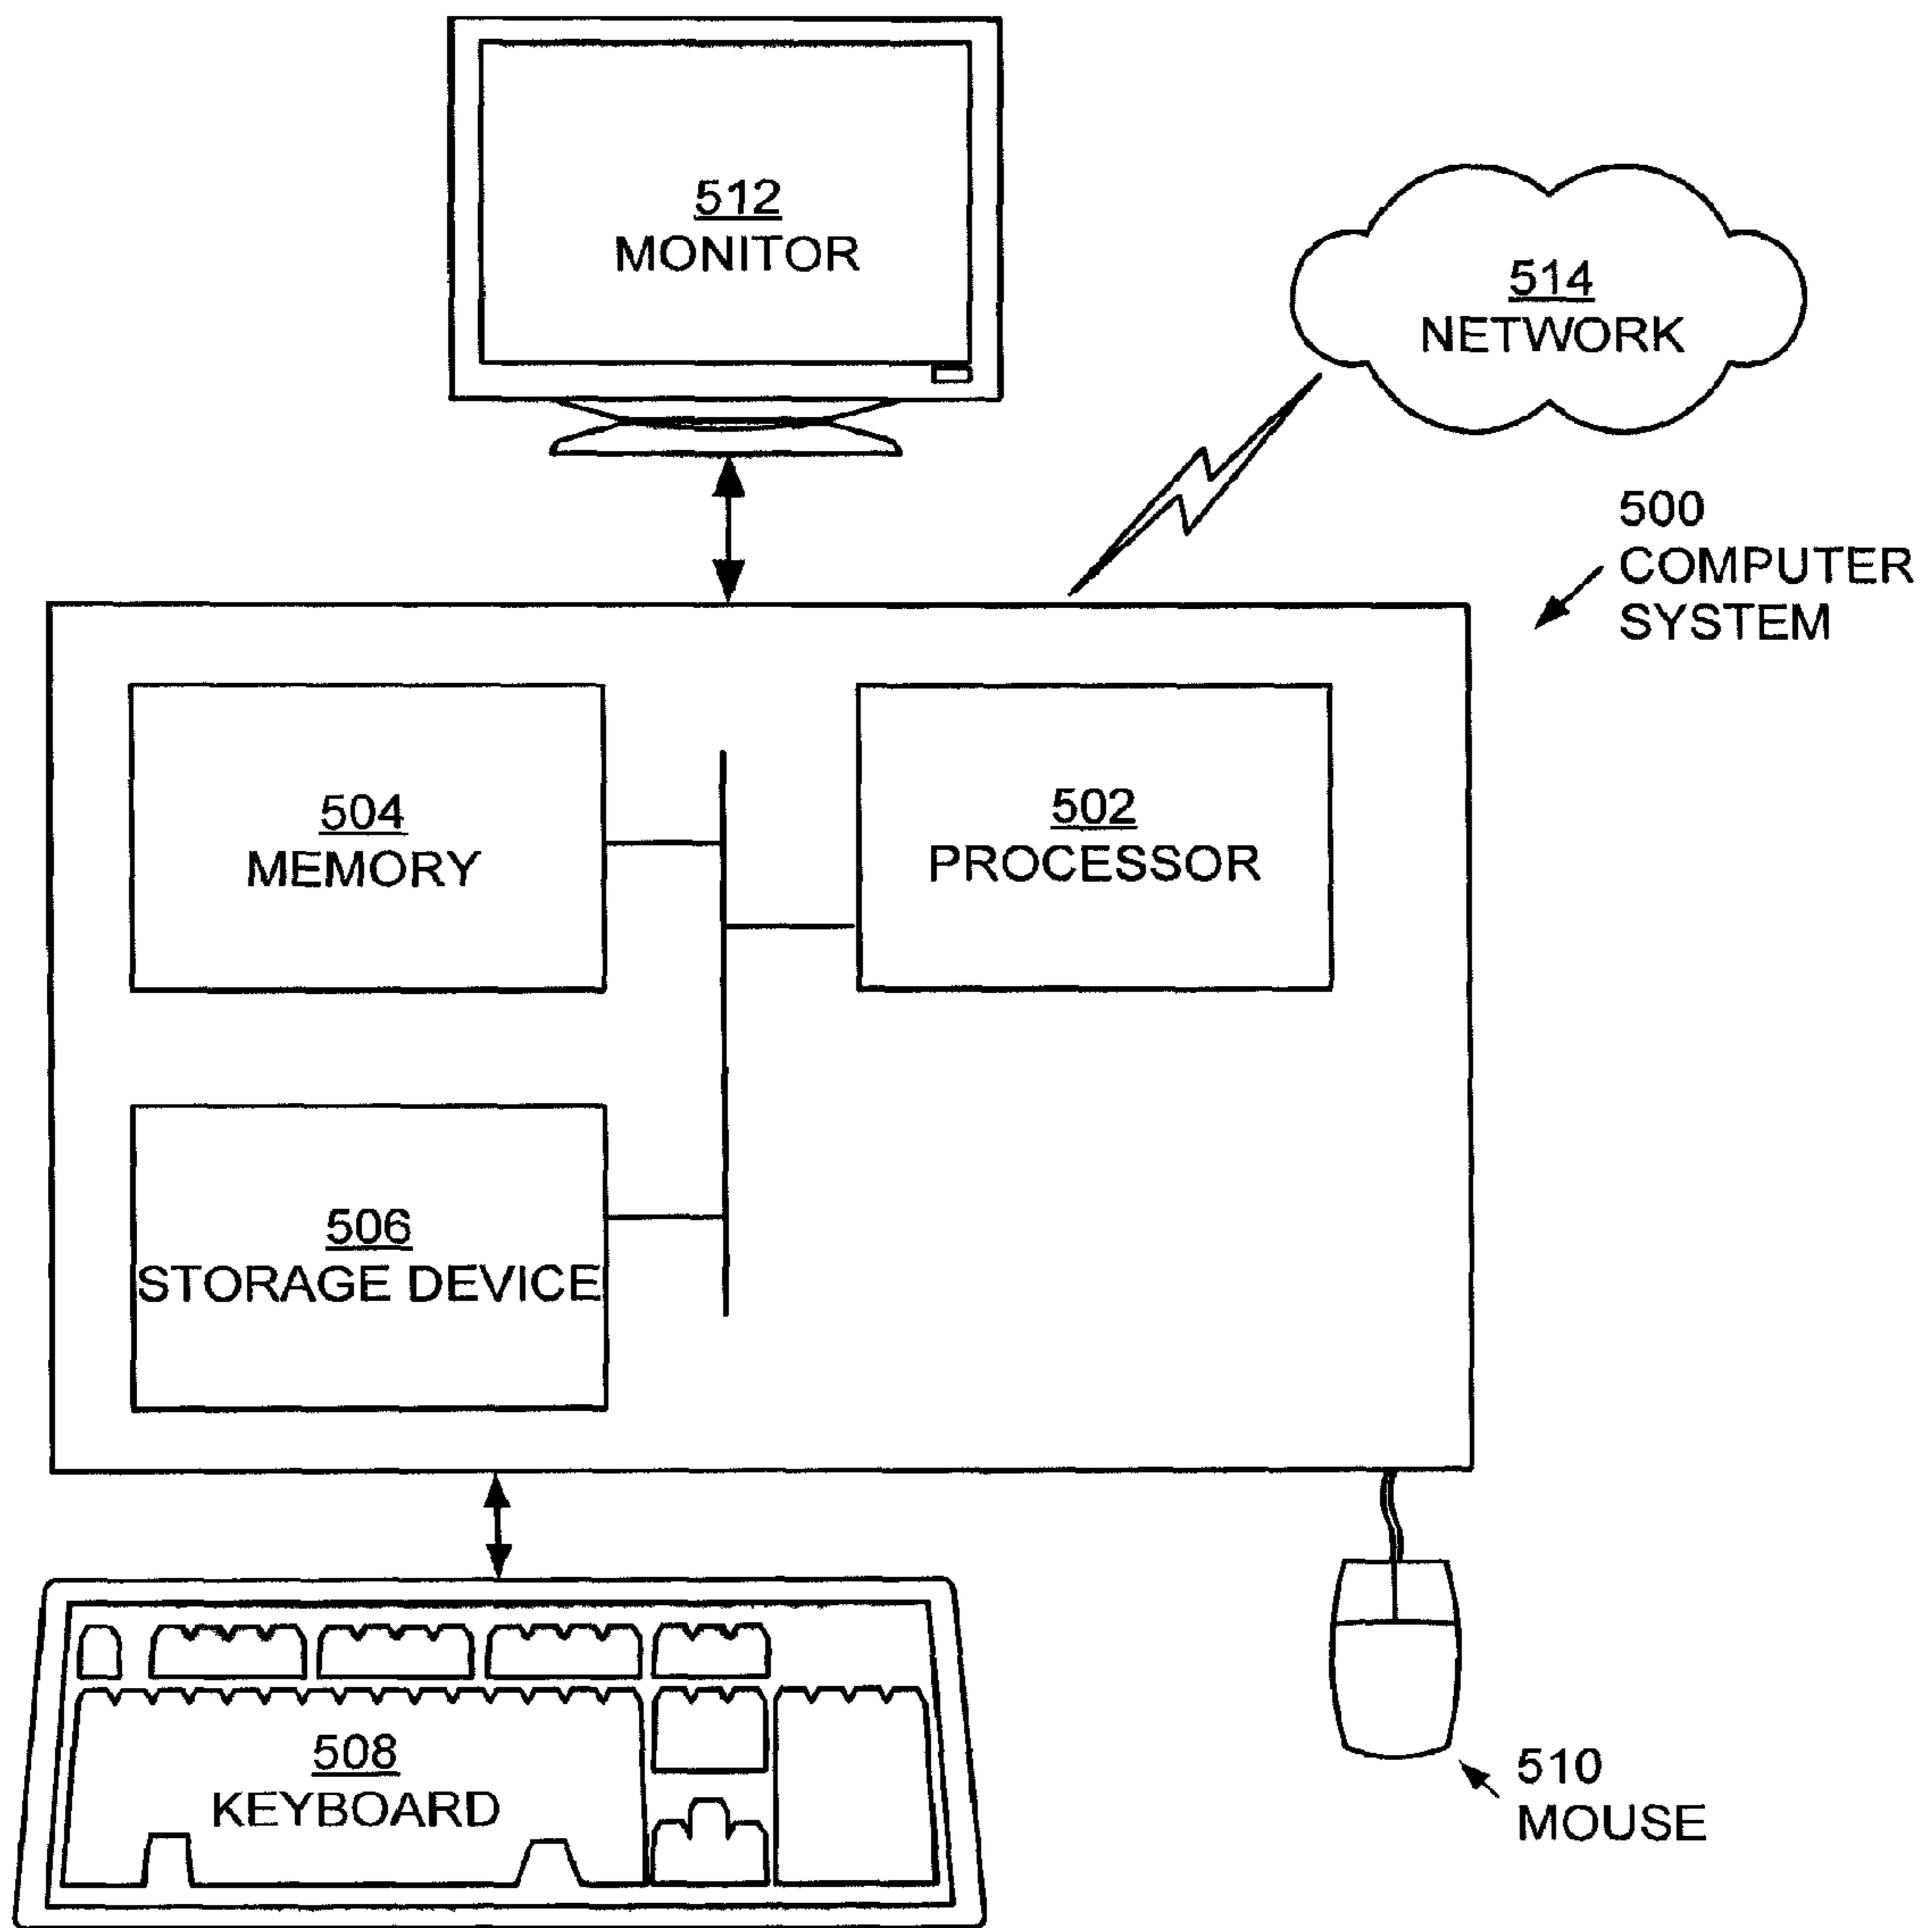 512
MONITOR
514
NETWORK
500
COMPUTER
SYSTEM
504
MEMORY
502
PROCESSOR
506
STORAGE DEVICE
508
KEYBOARD
510
MOUSE